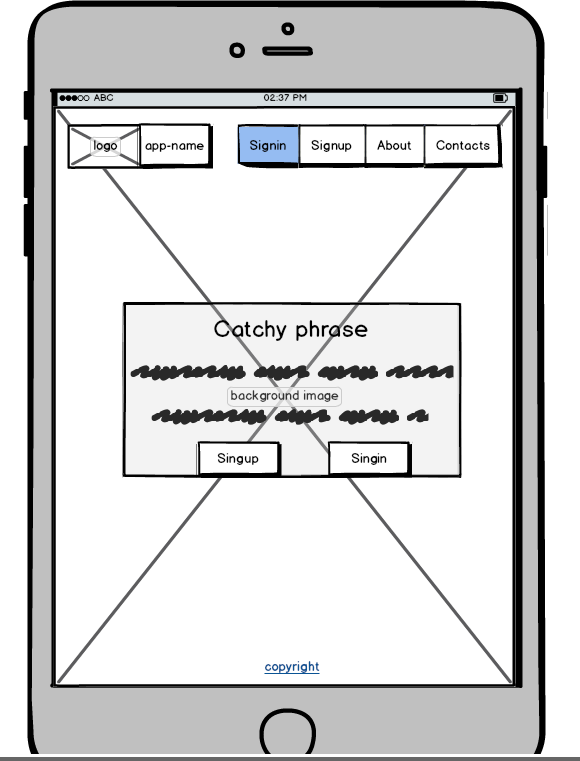 ABC 02:37 PM
logo app-name Signin Signup About Contacts
Catchy phrase
background image
Singup Singin
copyright